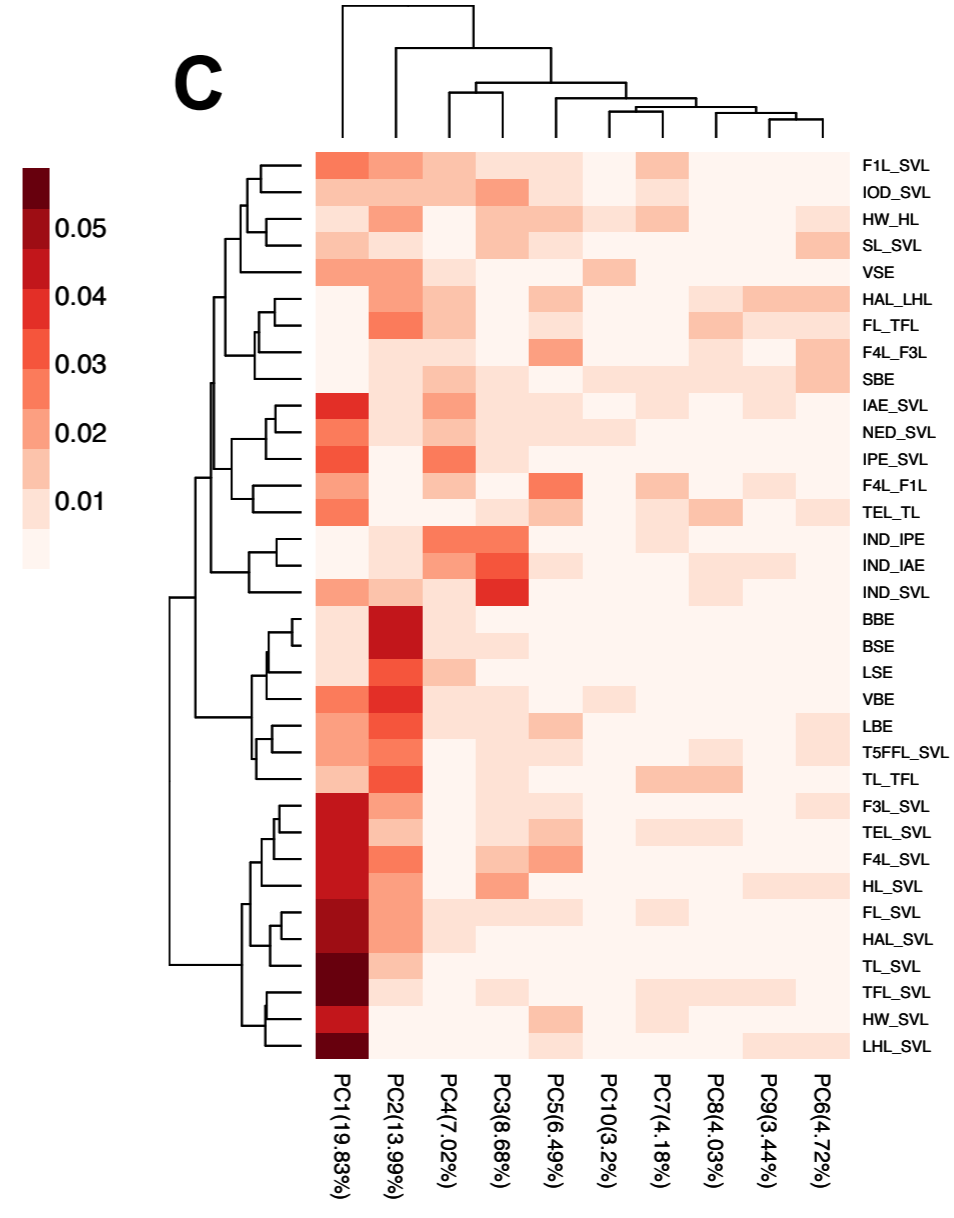 C
0.05
0.04
0.03
0.02
0.01
F1L_SVL
IOD_SVL
HW_HL
SL_SVL
VSE
HAL_LHL
FL_TFL
F4L_F3L
SBE
IAE_SVL
NED_SVL
IPE_SVL
F4L_F1L
TEL_TL
IND_IPE
IND_IAE
IND_SVL
BBE
BSE
LSE
VBE
LBE
T5FFL_SVL
TL_TFL
F3L_SVL
TEL_SVL
F4L_SVL
HL_SVL
FL_SVL
HAL_SVL
TL_SVL
TFL_SVL
HW_SVL
LHL_SVL
PC1(19.83%)
PC2(13.99%)
PC4(7.02%)
PC3(8.68%)
PC5(6.49%)
PC10(3.2%)
PC7(4.18%)
PC8(4.03%)
PC9(3.44%)
PC6(4.72%)